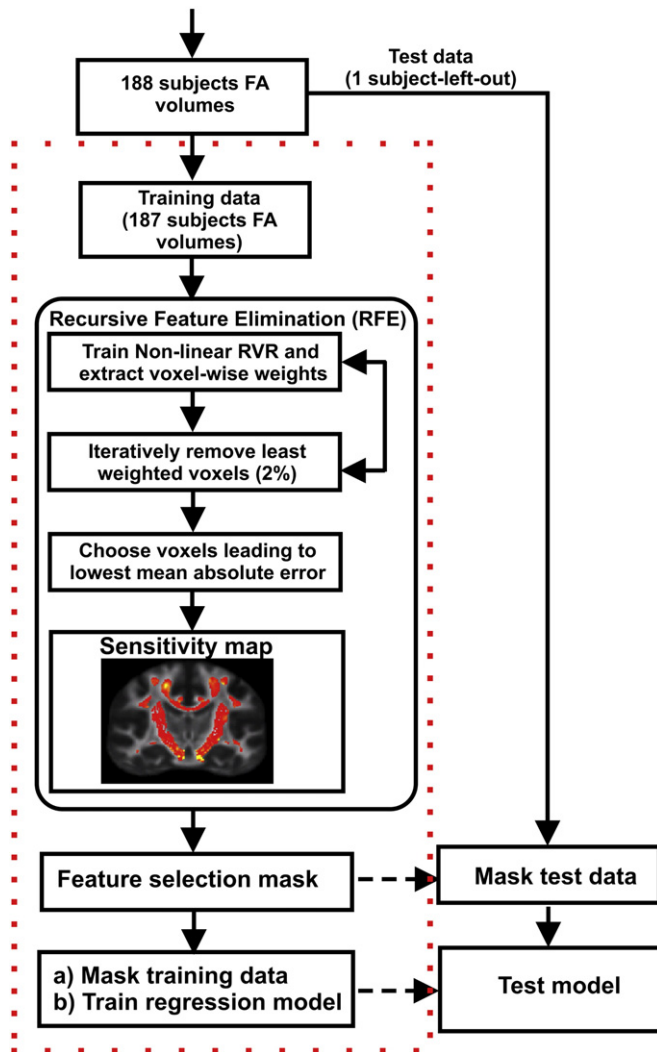 188 subjects FA
volumes
Test data
(1 subject-left-out)
Training data
(187 subjects FA
volumes)
Recursive Feature Elimination (RFE)
Train Non-linear RVR and
extract voxel-wise weights
Iteratively remove least
weighted voxels (2%)
Choose voxels leading to
lowest mean absolute error
Sensitivity map
Feature selection mask
Mask test data
a) Mask training data
b) Train regression model
Test model